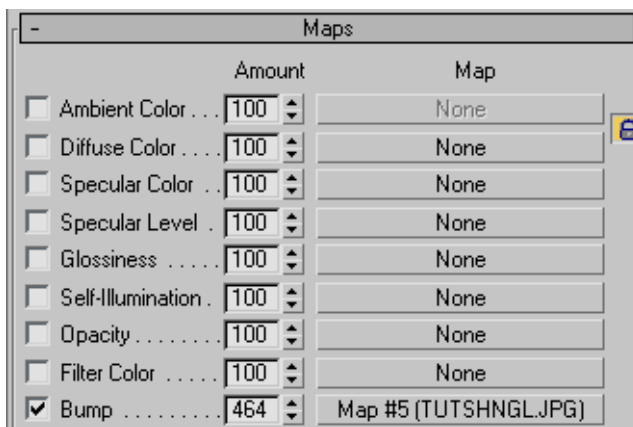 - Maps
Amount Map
Ambient Color . . . 100 None
Diffuse Color . . . . 100 None
Specular Color . . 100 None
Specular Level . 100 None
Glossiness . . . . . 100 None
Self-Illumination . 100 None
Opacity . . . . . . . . 100 None
Filter Color . . . . . 100 None
Bump . . . . . . . . . 464 Map #5 (TUTSHNGL.JPG)